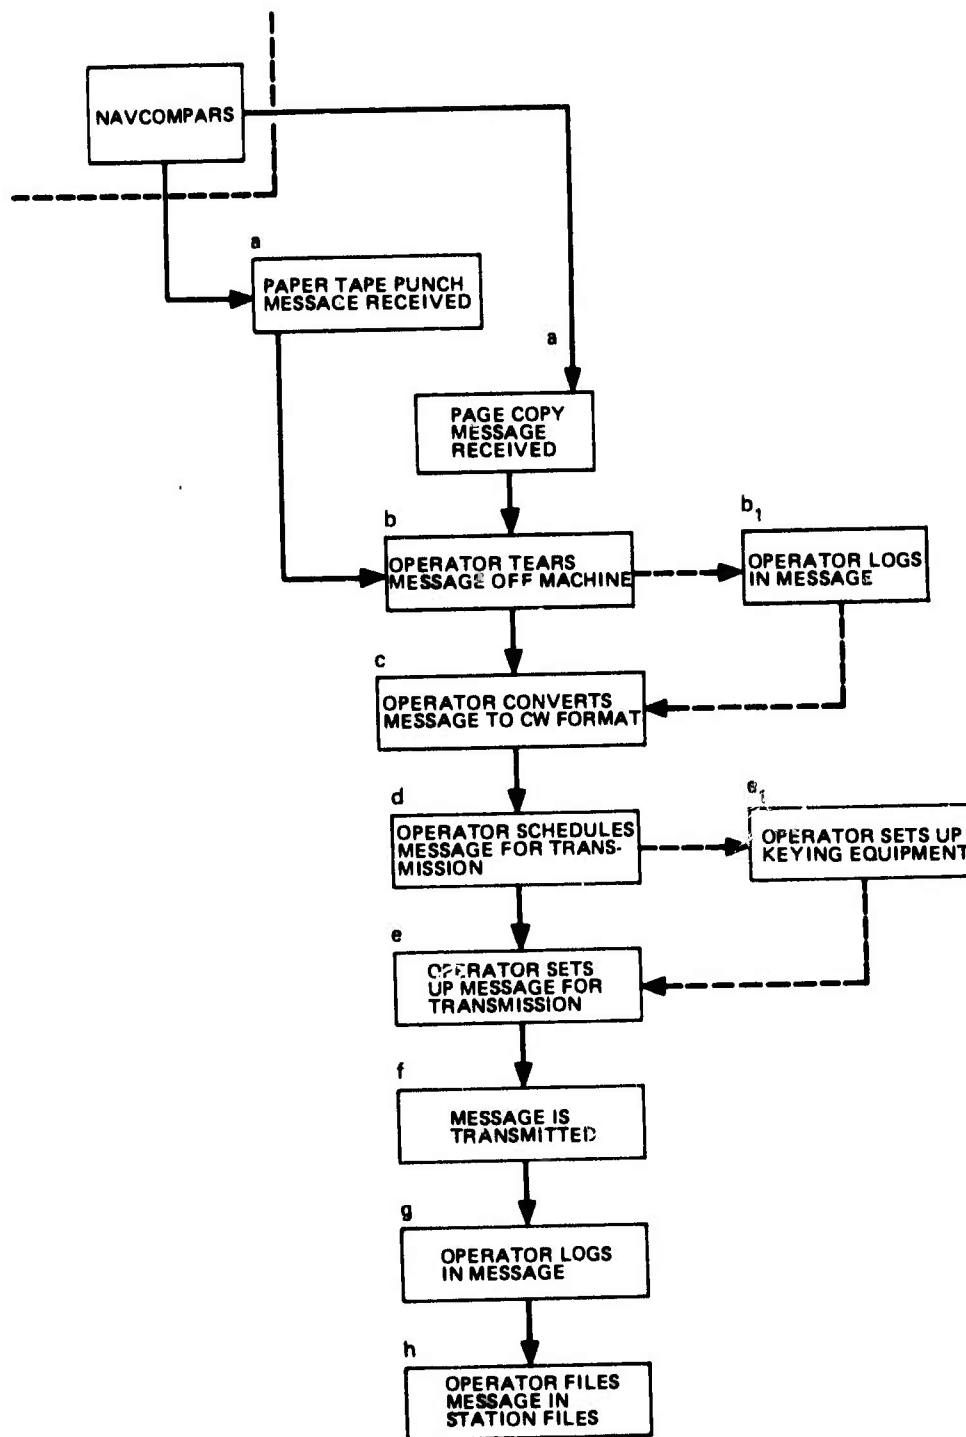 NAVCOMPARS
a
PAPER TAPE PUNCH
MESSACE RECEIVED
a
PAGE COPY
MESSAGE
RECEIVED
b
OPERATOR TEARS
MESSAGE OFF MACHINE
b1
OPERATOR LOGS
IN MESSAGE
c
OPERATOR CONVERTS
MESSAGE TO CW FORMAT
d
OPERATOR SCHEDULES
MESSAGE FOR TRANS-
MISSION
e1
OPERATOR SETS UP
KEYING EQUIPMENT
e
OPERATOR SETS
UP MESSAGE FOR
TRANSMISSION
f
MESSAGE IS
TRANSMITTED
g
OPERATOR LOGS
IN MESSAGE
h
OPERATOR FILES
MESSAGE IN
STATION FILES